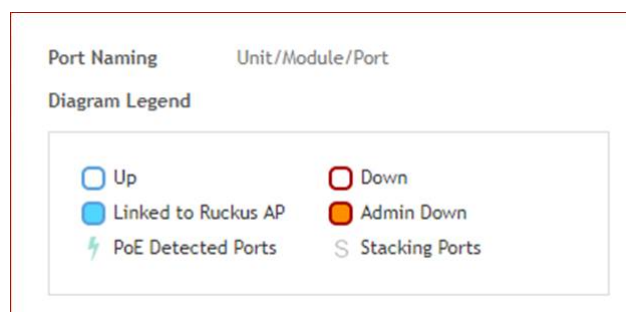 Port Naming Unit/Module/Port
Diagram Legend
Up Down
Linked to Ruckus AP Admin Down
PoE Detected Ports S Stacking Ports